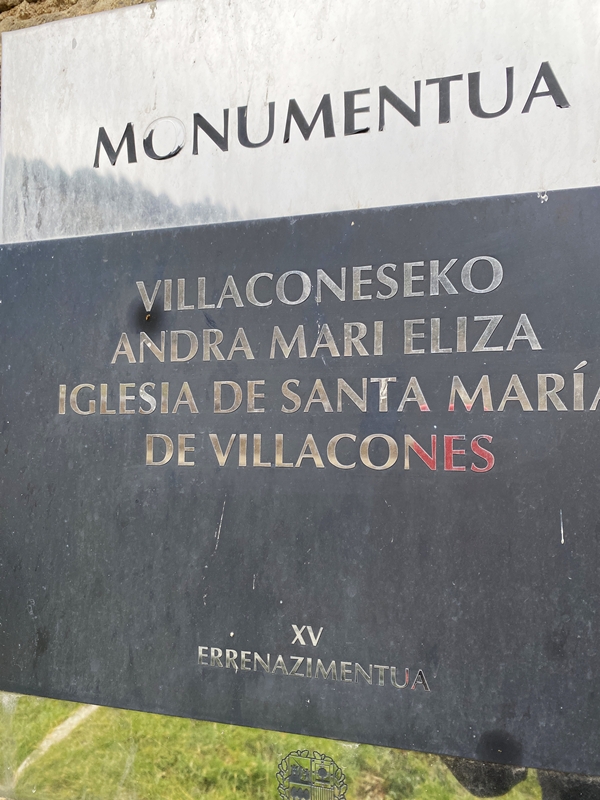 MONUMENTUA
VILLACONESEKO
ANDRA MARI ELIZA
IGLESIA DE SANTA MARÍA
DE VILLACONES
XV
ERRENAZIMENTUA